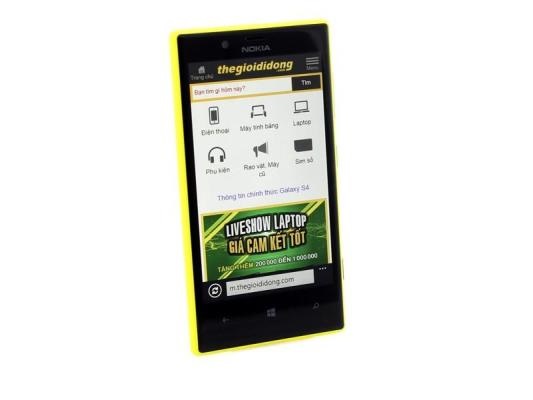 NOKIA
Trang chủ
thegioididong
.com
Menu
Bạn tìm gì hôm nay?
Tìm
Điện thoại
Máy tính bảng
Laptop
Phụ kiện
Rao vặt, Máy cũ
Sim số
Thông tin chính thức Galaxy S4
LIVESHOW LAPTOP
GIÁ CAM KẾT TỐT
TẶNG THÊM 200.000 ĐẾN 1.000.000
m.thegioididong.com